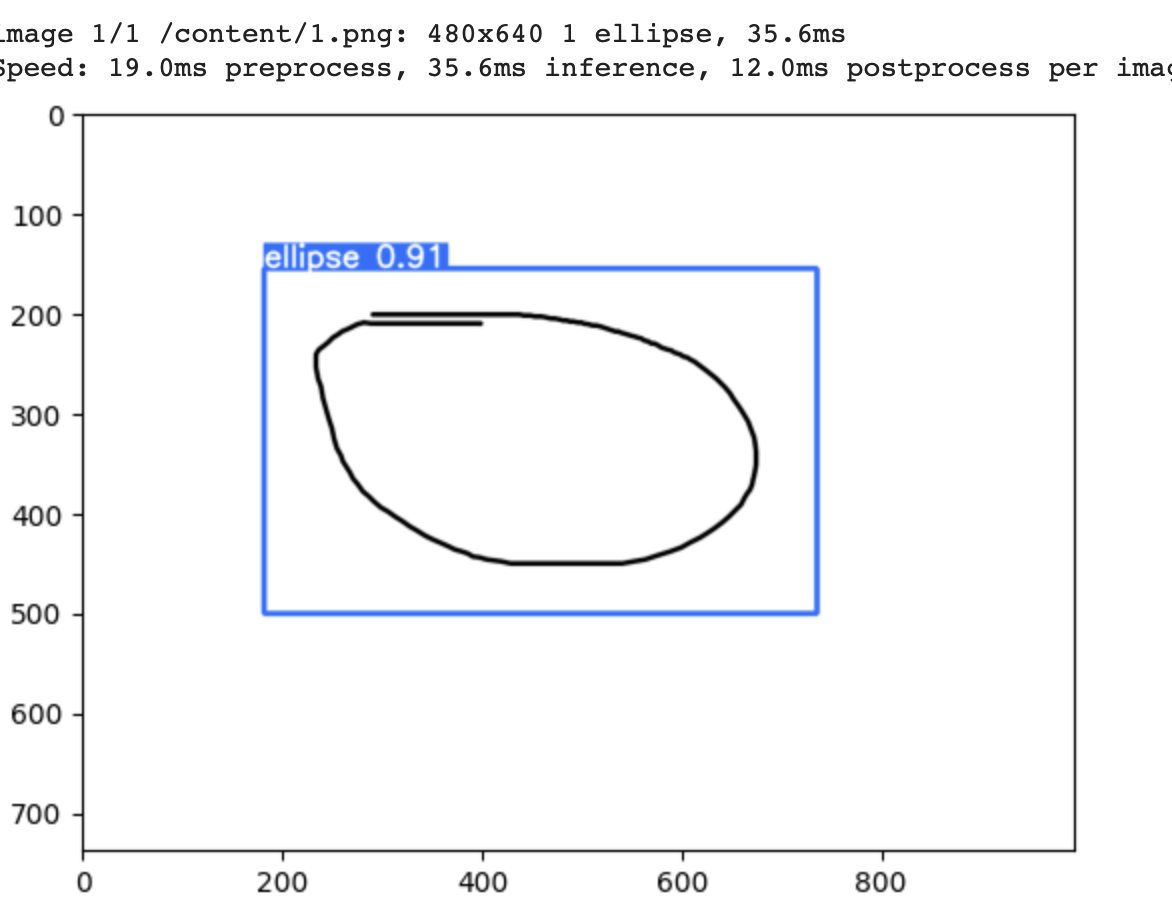 image 1/1 /content/1.png: 480x640 1 ellipse, 35.6ms
Speed: 19.0ms preprocess, 35.6ms inference, 12.0ms postprocess per imag
0
100
ellipse 0.91
200
300
400
500
600
700
0 200 400 600 800